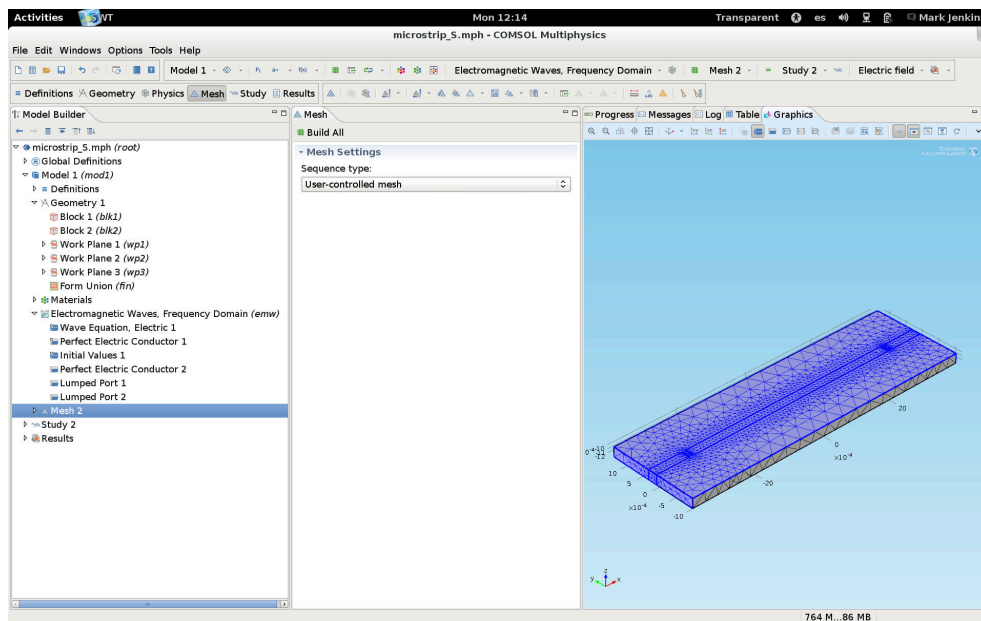 Activities SWT Mon 12:14 Transparent es Mark Jenkin
microstrip_S.mph - COMSOL Multiphysics
File Edit Windows Options Tools Help
Model 1 Pi a= f(x) Electromagnetic Waves, Frequency Domain Mesh 2 = Study 2 Electric field
Definitions Geometry Physics Mesh Study Results
Model Builder
Mesh
Progress Messages Log Table Graphics
Build All
microstrip_S.mph (root)
Global Definitions
Model 1 (mod1)
Definitions
Geometry 1
Block 1 (blk1)
Block 2 (blk2)
Work Plane 1 (wp1)
Work Plane 2 (wp2)
Work Plane 3 (wp3)
Form Union (fin)
Materials
Electromagnetic Waves, Frequency Domain (emw)
Wave Equation, Electric 1
Perfect Electric Conductor 1
Initial Values 1
Perfect Electric Conductor 2
Lumped Port 1
Lumped Port 2
Mesh 2
Study 2
Results
Mesh Settings
Sequence type:
User-controlled mesh
COMSOL
MULTIPHYSICS
20
0
×10⁻⁴
-20
10
5
0
×10⁻⁴
-5
-10
z
y
x
764 M...86 MB